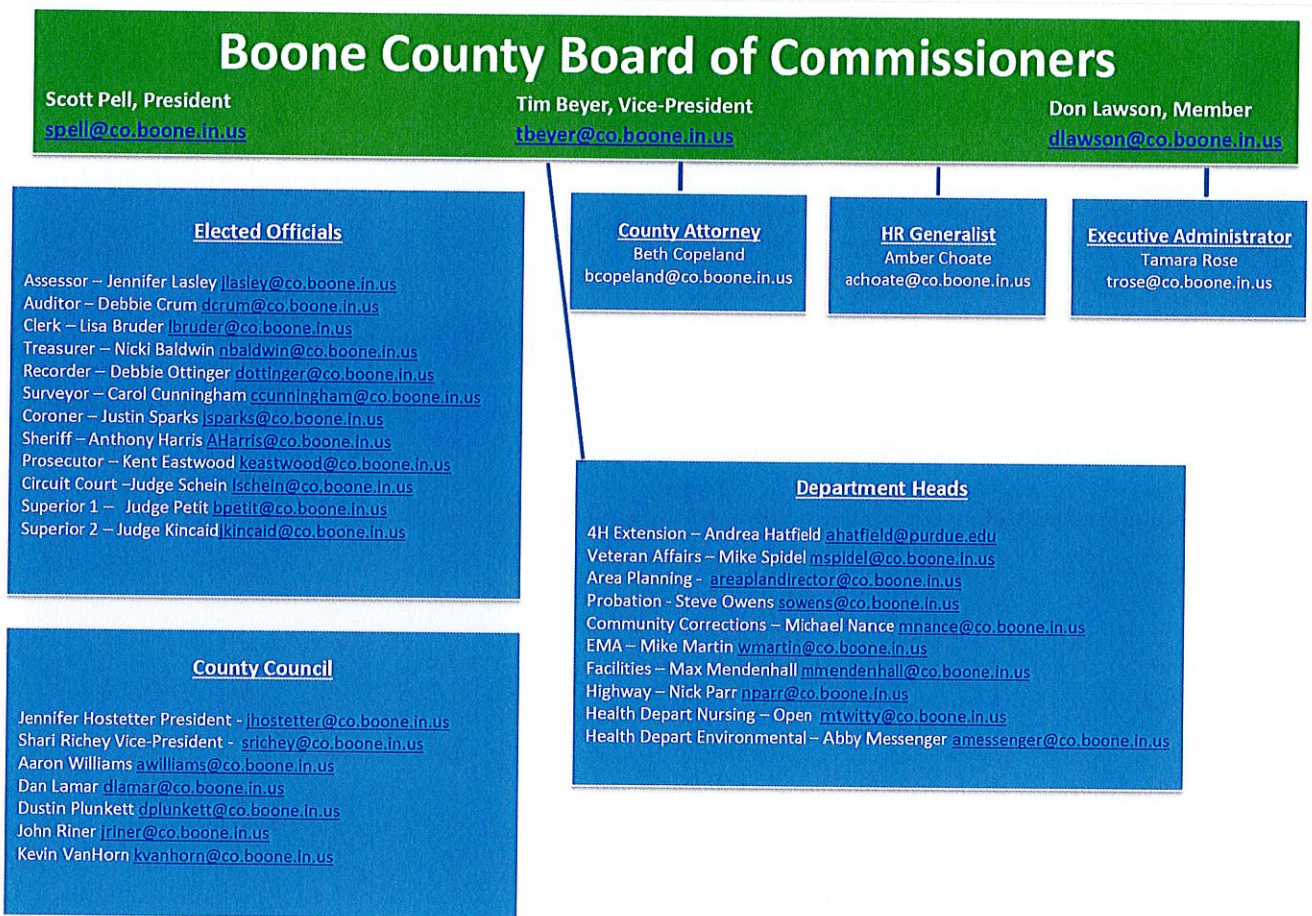 Boone County Board of Commissioners
Scott Pell, President
spell@co.boone.in.us
Tim Beyer, Vice-President
tbeyer@co.boone.in.us
Don Lawson, Member
dlawson@co.boone.in.us
Elected Officials
Assessor – Jennifer Lasley jlasley@co.boone.in.us
Auditor – Debbie Crum dcrum@co.boone.in.us
Clerk – Lisa Bruder lbruder@co.boone.in.us
Treasurer – Nicki Baldwin nbaldwin@co.boone.in.us
Recorder – Debbie Ottinger dottinger@co.boone.in.us
Surveyor – Carol Cunningham ccunningham@co.boone.in.us
Coroner – Justin Sparks jsparks@co.boone.in.us
Sheriff – Anthony Harris AHarris@co.boone.in.us
Prosecutor – Kent Eastwood keastwood@co.boone.in.us
Circuit Court –Judge Schein lschein@co.boone.in.us
Superior 1 – Judge Petit bpetit@co.boone.in.us
Superior 2 – Judge Kincaid jkincaid@co.boone.in.us
County Attorney
Beth Copeland
bcopeland@co.boone.in.us
HR Generalist
Amber Choate
achoate@co.boone.in.us
Executive Administrator
Tamara Rose
trose@co.boone.in.us
County Council
Jennifer Hostetter President - jhostetter@co.boone.in.us
Shari Richey Vice-President - srichey@co.boone.in.us
Aaron Williams awilliams@co.boone.in.us
Dan Lamar dlamar@co.boone.in.us
Dustin Plunkett dplunkett@co.boone.in.us
John Riner jriner@co.boone.in.us
Kevin VanHorn kvanhorn@co.boone.in.us
Department Heads
4H Extension – Andrea Hatfield ahatfield@purdue.edu
Veteran Affairs – Mike Spidel mspidel@co.boone.in.us
Area Planning - areaplandirector@co.boone.in.us
Probation - Steve Owens sowens@co.boone.in.us
Community Corrections – Michael Nance mnance@co.boone.in.us
EMA – Mike Martin wmartin@co.boone.in.us
Facilities – Max Mendenhall mmendenhall@co.boone.in.us
Highway – Nick Parr nparr@co.boone.in.us
Health Depart Nursing – Open mtwitty@co.boone.in.us
Health Depart Environmental – Abby Messenger amessenger@co.boone.in.us